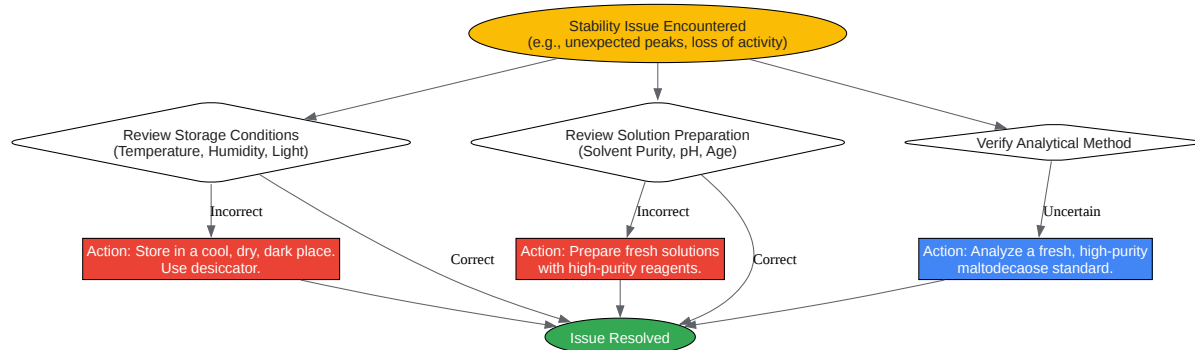 Stability Issue Encountered
(e.g., unexpected peaks, loss of activity)
Review Storage Conditions
(Temperature, Humidity, Light)
Review Solution Preparation
(Solvent Purity, pH, Age)
Verify Analytical Method
Incorrect
Incorrect
Uncertain
Action: Store in a cool, dry, dark place.
Use desiccator.
Correct
Action: Prepare fresh solutions
with high-purity reagents.
Correct
Action: Analyze a fresh, high-purity
maltodecaose standard.
Issue Resolved